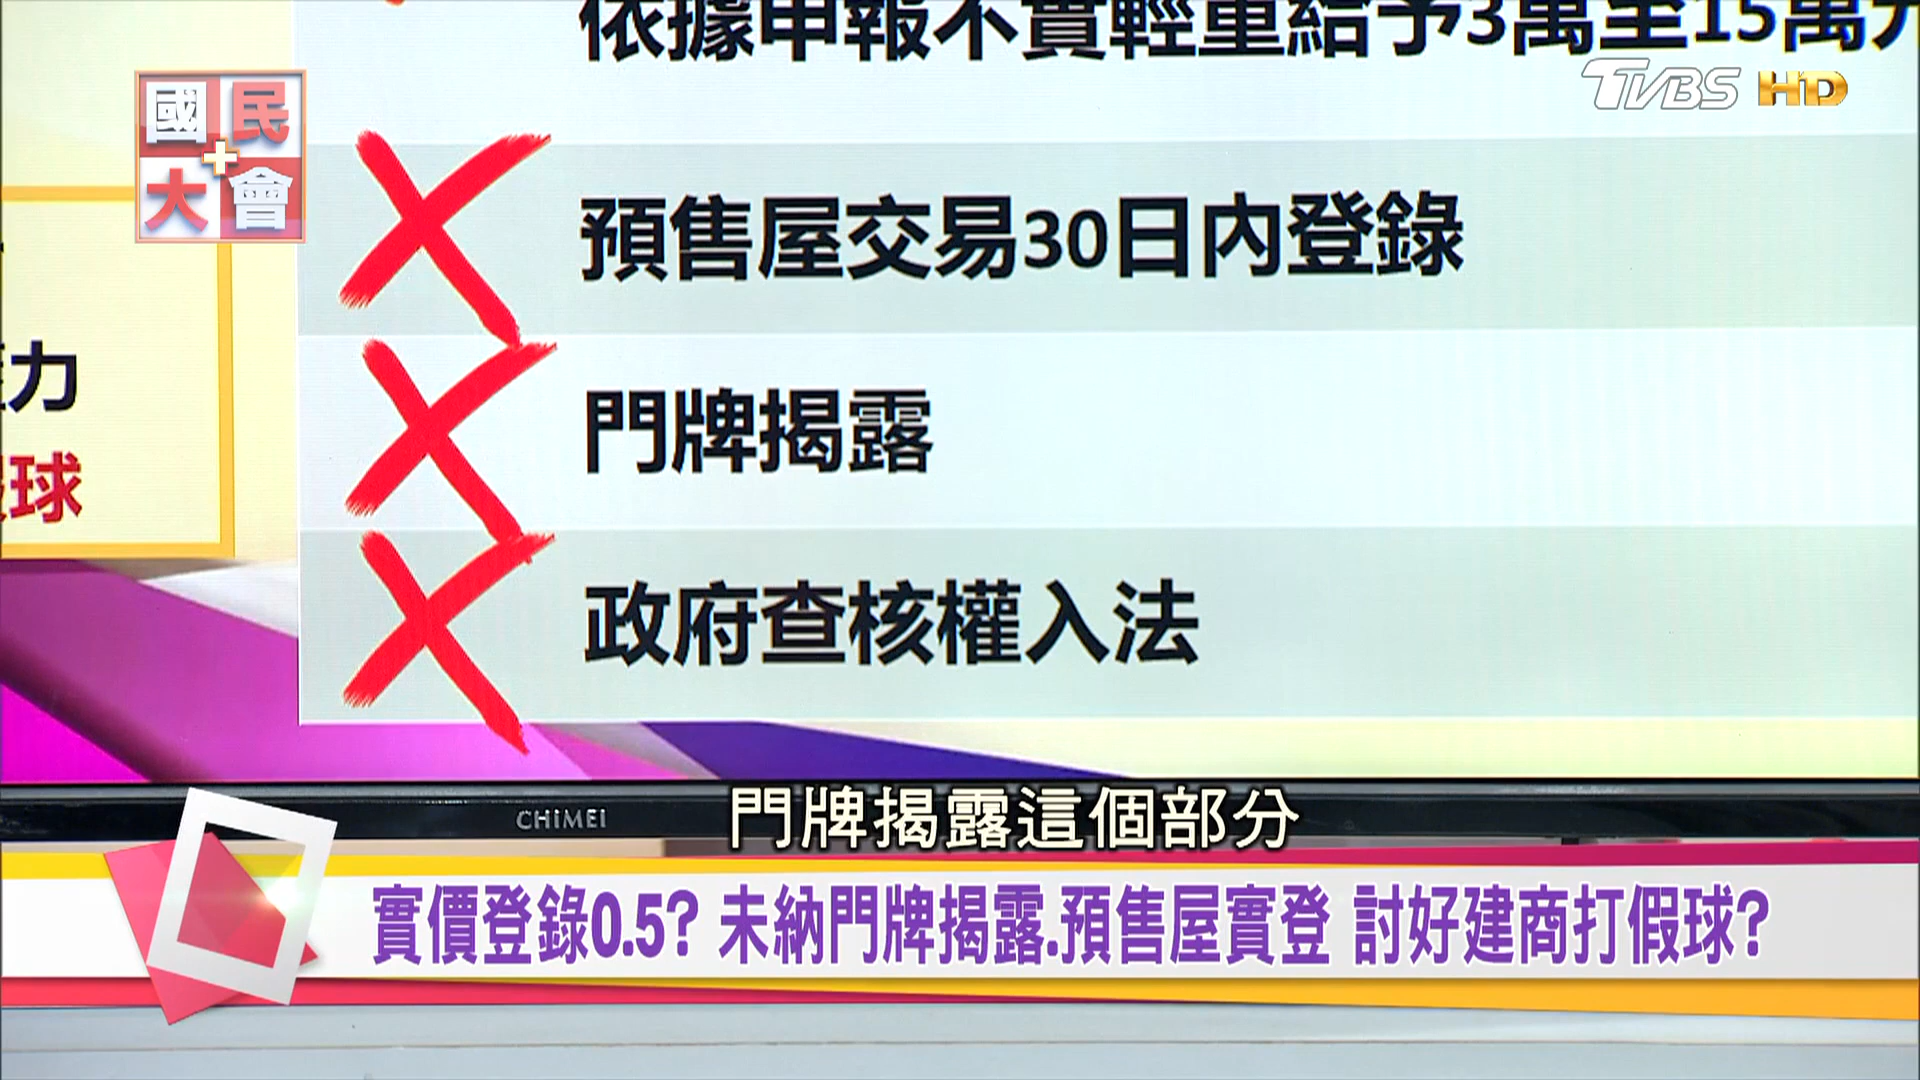 依據申報不實輕重給予3萬至15萬元
TVBS HD
國民
大會
預售屋交易30日內登錄
力
門牌揭露
球
政府查核權入法
CHIMEI
門牌揭露這個部分
實價登錄0.5? 未納門牌揭露.預售屋實登 討好建商打假球?